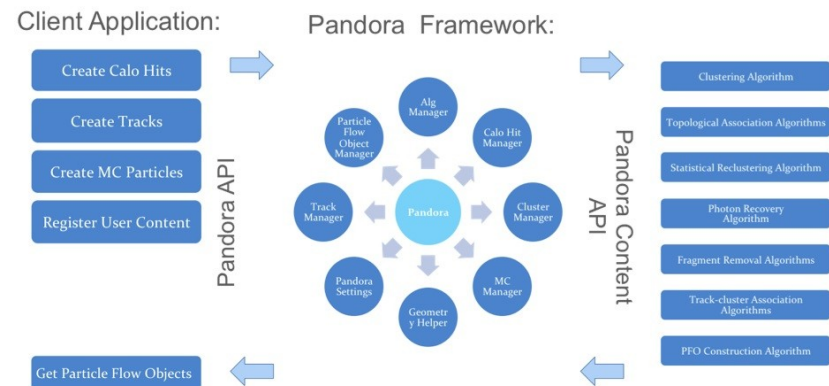 Client Application:
Pandora Framework:
Create Calo Hits
Create Tracks
Create MC Particles
Register User Content
Get Particle Flow Objects
Pandora API
Alg
Manager
Calo Hit
Manager
Cluster
Manager
MC
Manager
Geometr
y Helper
Pandora
Settings
Track
Manager
Particle
Flow
Object
Manager
Pandora
Pandora Content
API
Clustering Algorithm
Topological Association Algorithms
Statistical Reclustering Algorithm
Photon Recovery
Algorithm
Fragment Removal Algorithms
Track-cluster Association
Algorithms
PFO Construction Algorithm